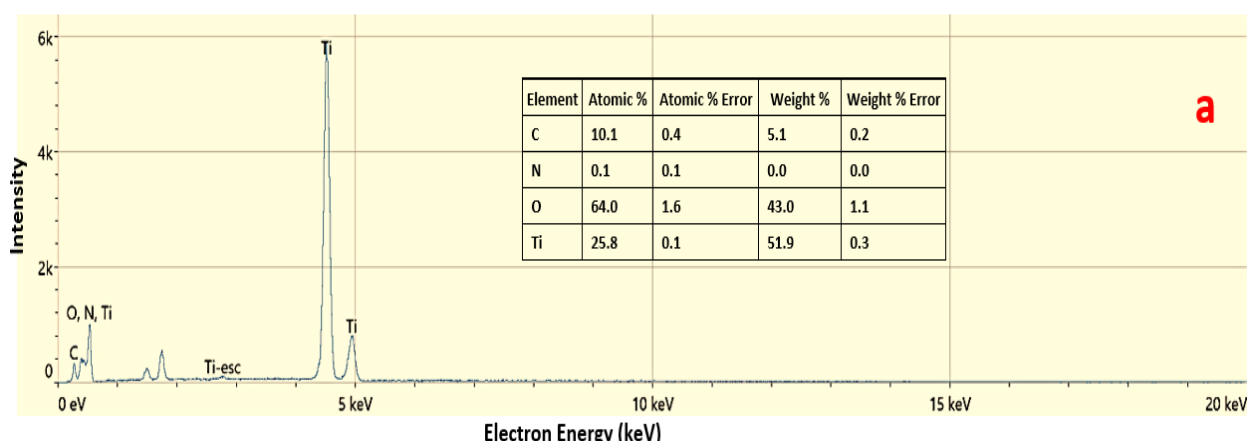 6k
Ti
Element Atomic % Atomic % Error Weight % Weight % Error
C 10.1 0.4 5.1 0.2
N 0.1 0.1 0.0 0.0
O 64.0 1.6 43.0 1.1
Ti 25.8 0.1 51.9 0.3
a
4k
Intensity
2k
O, N, Ti
C
Ti-esc
Ti
0
0 eV 5 keV 10 keV 15 keV 20 keV
Electron Energy (keV)